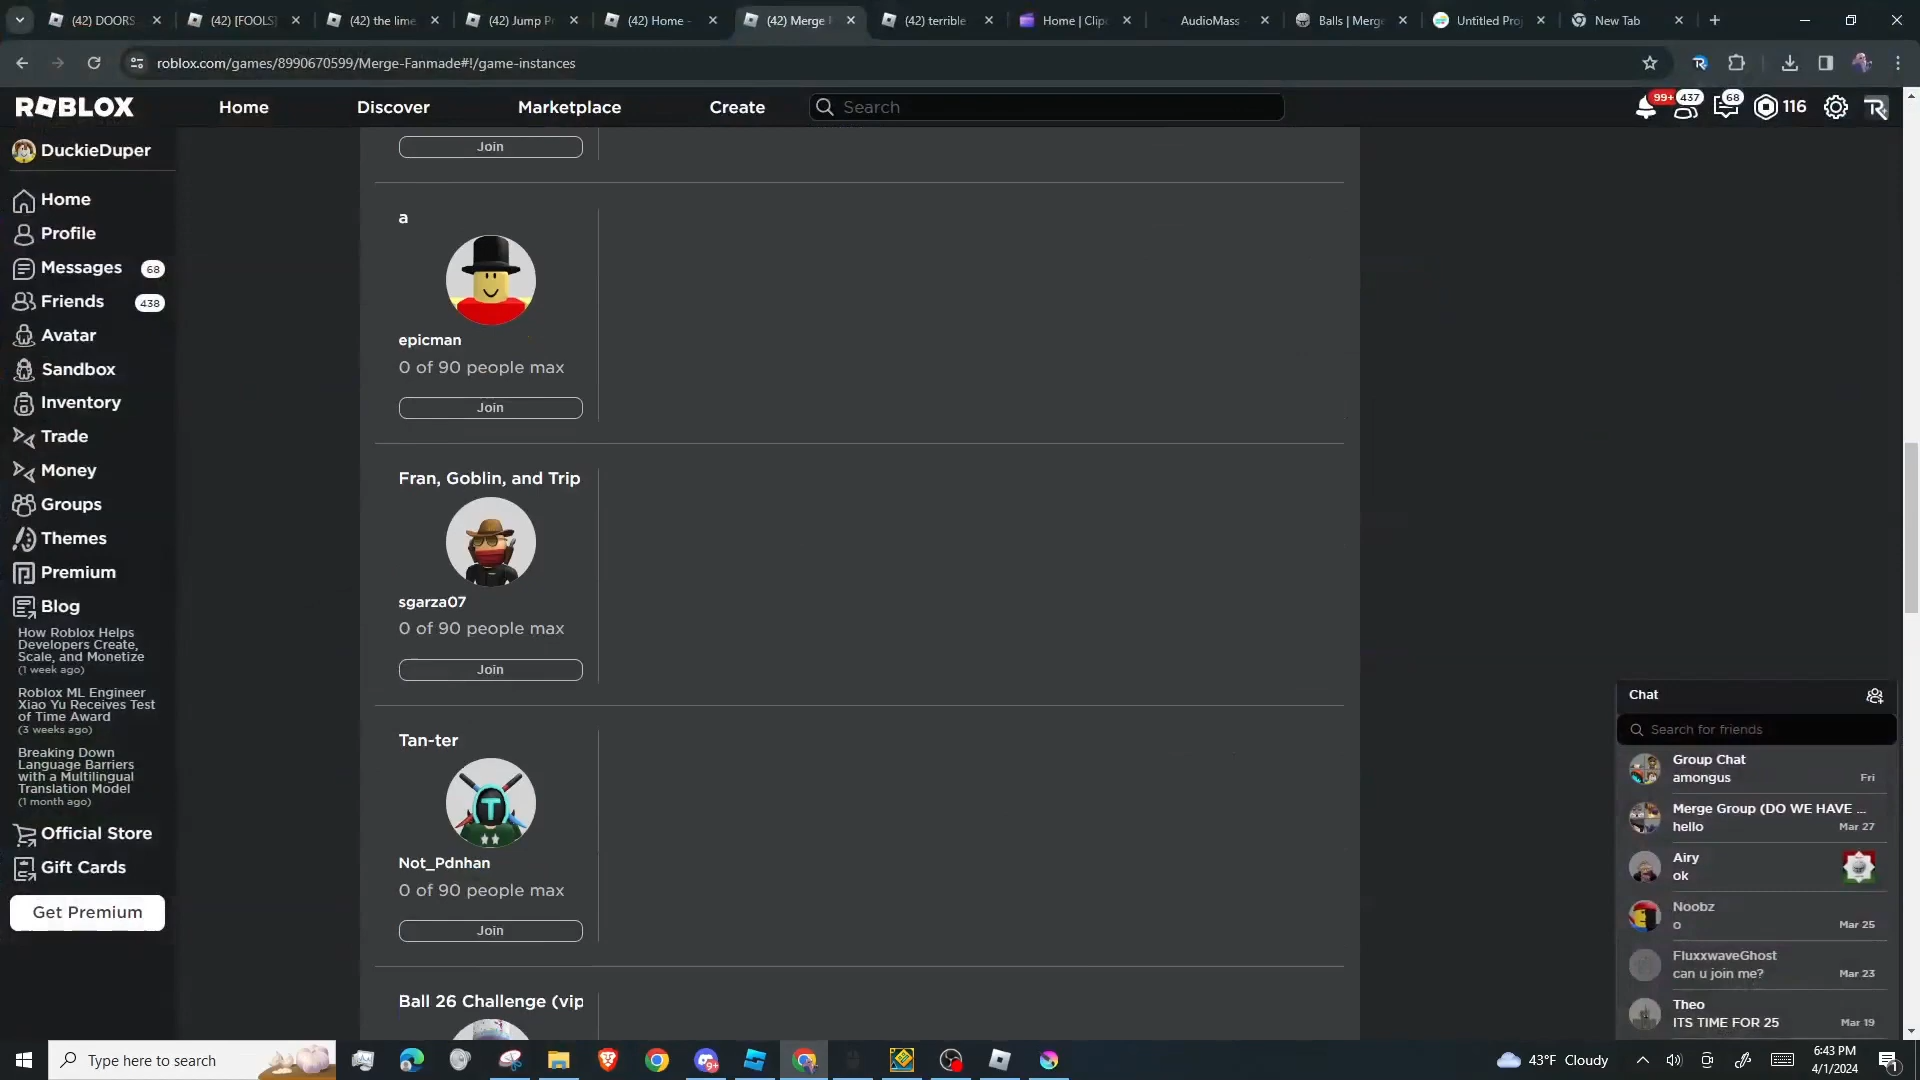 (42) DOORS
(42) [FOOLS]
(42) the lime
(42) Jump P
(42) Home -
(42) Merge
(42) terrible
Home | Clip
AudioMass
Balls | Merge
Untitled Pro
New Tab
roblox.com/games/8990670599/Merge-Fanmade#!/game-instances
ROBLOX
Home
Discover
Marketplace
Create
Search
99+
437
68
116
DuckieDuper
Home
Profile
Messages
68
Friends
438
Avatar
Sandbox
Inventory
Trade
Money
Groups
Themes
Premium
Blog
How Roblox Helps
Developers Create,
Scale, and Monetize
(1 week ago)
Roblox ML Engineer
Xiao Yu Receives Test
of Time Award
(3 weeks ago)
Breaking Down
Language Barriers
with a Multilingual
Translation Model
(1 month ago)
Official Store
Gift Cards
Get Premium
Join
a
epicman
0 of 90 people max
Join
Fran, Goblin, and Trip
sgarza07
0 of 90 people max
Join
Tan-ter
Not_Pdnhan
0 of 90 people max
Join
Ball 26 Challenge (vip
Chat
Search for friends
Group Chat
amongus
Fri
Merge Group (DO WE HAVE ...
hello
Mar 27
Airy
ok
Noobz
o
Mar 25
FluxxwaveGhost
can u join me?
Mar 23
Theo
ITS TIME FOR 25
Mar 19
Type here to search
9+
43°F Cloudy
6:43 PM
4/1/2024
1